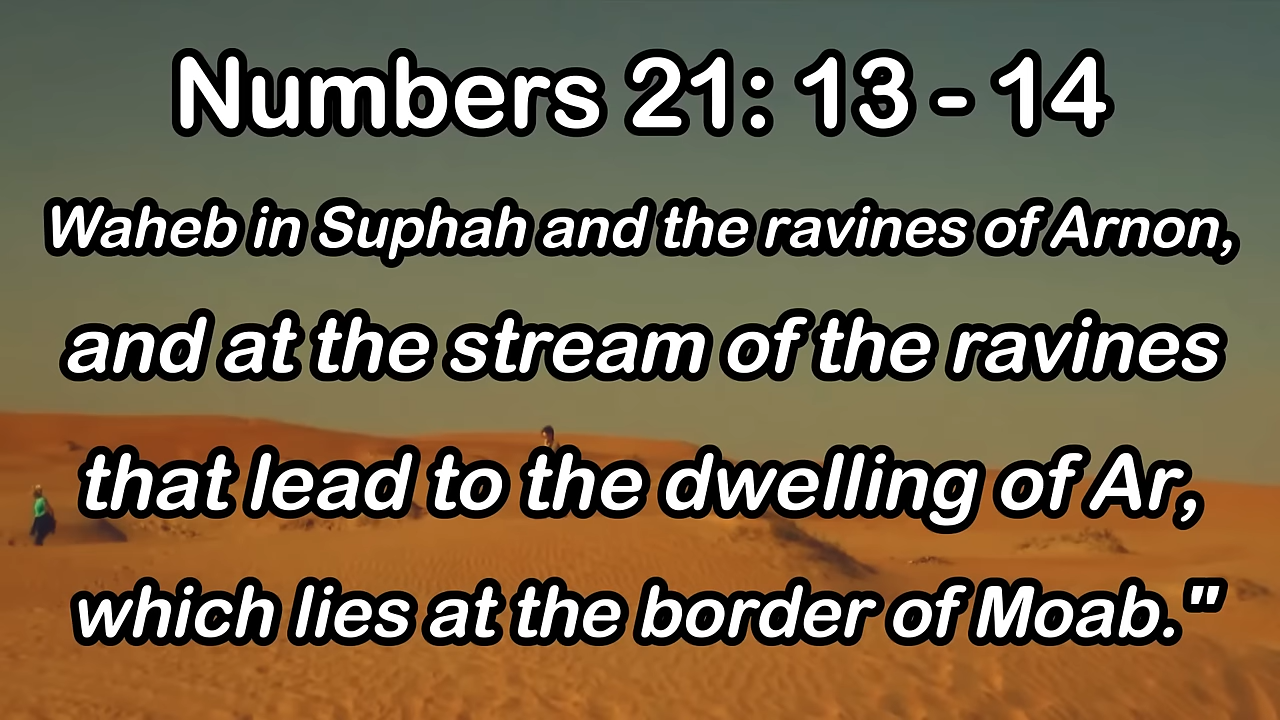 Numbers 21: 13 - 14
Waheb in Suphah and the ravines of Arnon,
and at the stream of the ravines
that lead to the dwelling of Ar,
which lies at the border of Moab."